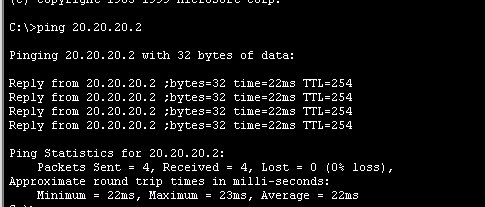 (C) Copyright 1985-1999 Microsoft Corp.
C:\>ping 20.20.20.2
Pinging 20.20.20.2 with 32 bytes of data:
Reply from 20.20.20.2 ;bytes=32 time=22ms TTL=254
Reply from 20.20.20.2 ;bytes=32 time=22ms TTL=254
Reply from 20.20.20.2 ;bytes=32 time=22ms TTL=254
Reply from 20.20.20.2 ;bytes=32 time=22ms TTL=254
Ping Statistics for 20.20.20.2:
Packets Sent = 4, Received = 4, Lost = 0 (0% loss),
Approximate round trip times in milli-seconds:
Minimum = 22ms, Maximum = 23ms, Average = 22ms